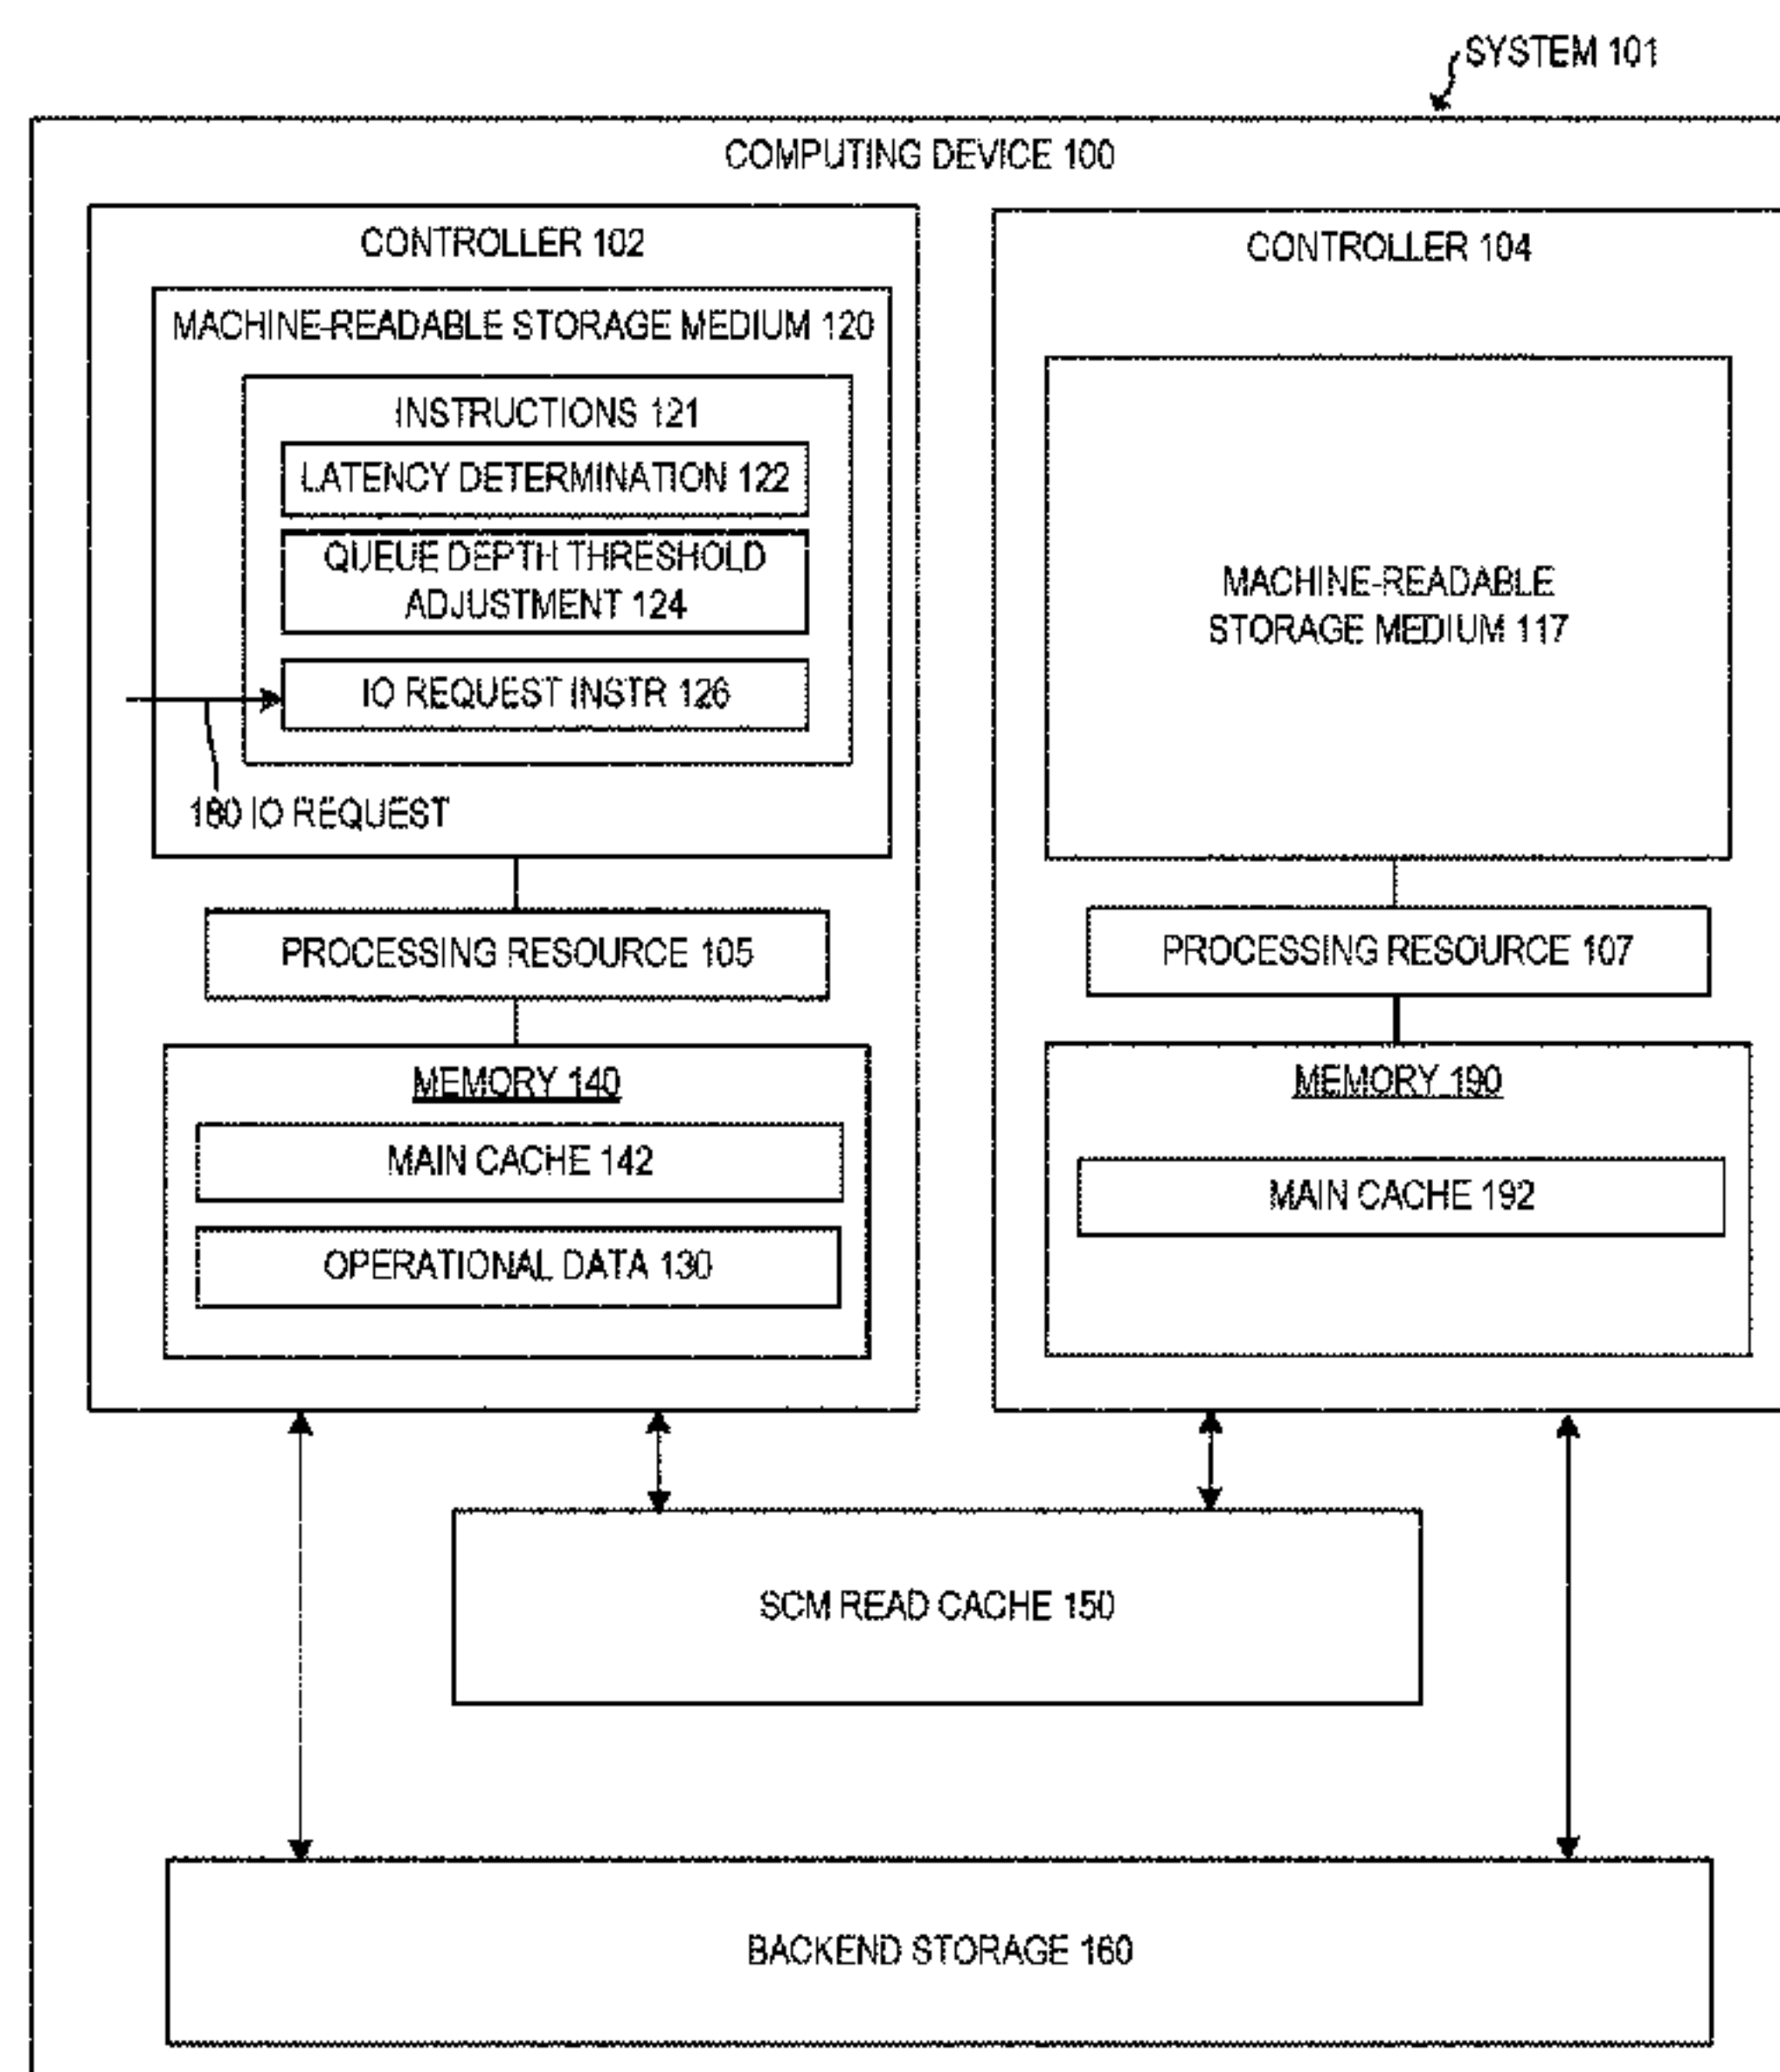 SYSTEM 101
COMPUTING DEVICE 100
CONTROLLER 102
MACHINE-READABLE STORAGE MEDIUM 120
INSTRUCTIONS 121
LATENCY DETERMINATION 122
QUEUE DEPTH THRESHOLD
ADJUSTMENT 124
IO REQUEST INSTR 126
180 IO REQUEST
PROCESSING RESOURCE 105
MEMORY 140
MAIN CACHE 142
OPERATIONAL DATA 130
CONTROLLER 104
MACHINE-READABLE
STORAGE MEDIUM 117
PROCESSING RESOURCE 107
MEMORY 190
MAIN CACHE 192
SCM READ CACHE 150
BACKEND STORAGE 160